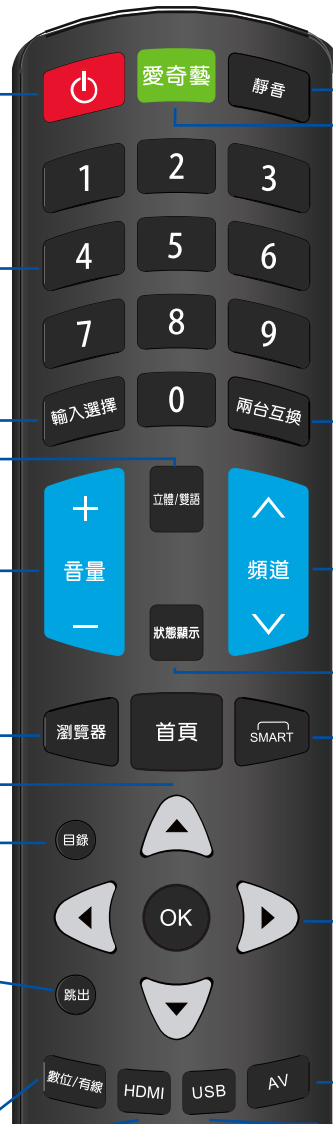 愛奇藝 靜音
1 2 3
4 5 6
7 8 9
輸入選擇 0 兩台互換
立體/雙語
+ 音量 −
頻道
狀態顯示
瀏覽器 首頁 SMART
目錄
OK
跳出
數位/有線 HDMI USB AV